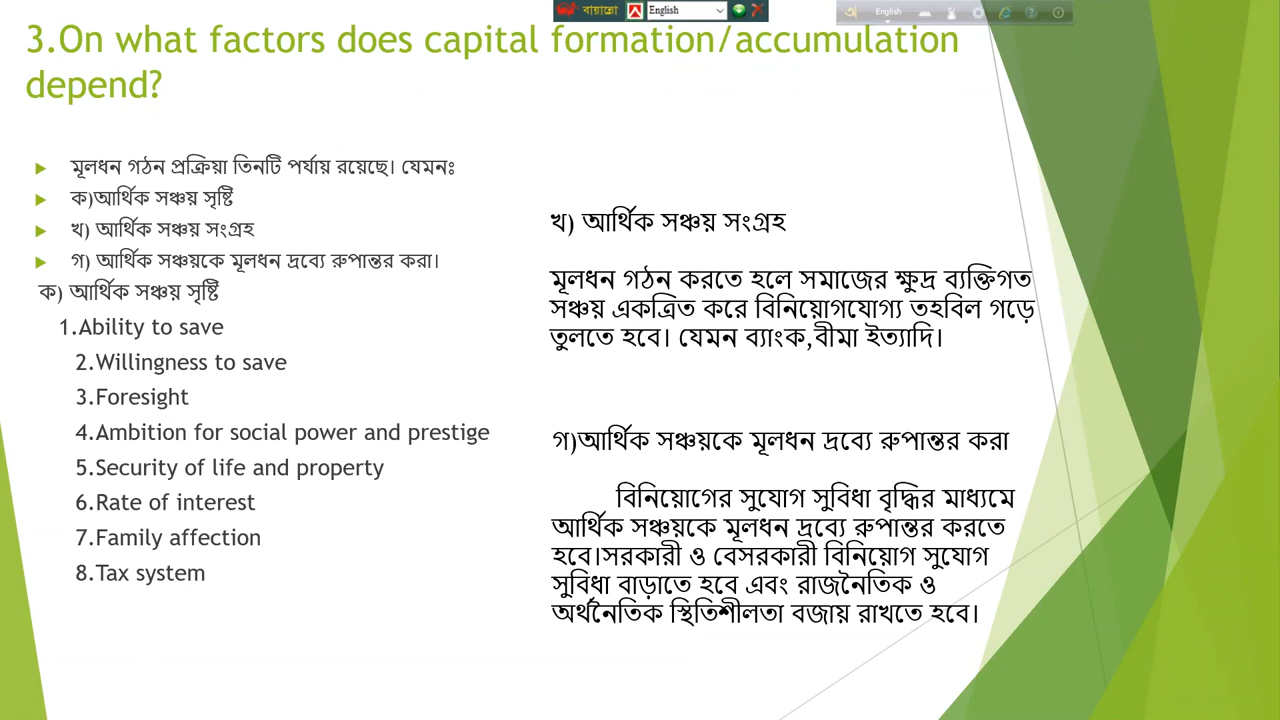 বায়ান্নো
English
English
3.On what factors does capital formation/accumulation
depend?
মূলধন গঠন প্রক্রিয়া তিনটি পর্যায় রয়েছে। যেমনঃ
ক)আর্থিক সঞ্চয় সৃষ্টি
খ) আর্থিক সঞ্চয় সংগ্রহ
গ) আর্থিক সঞ্চয়কে মূলধন দ্রব্যে রুপান্তর করা।
ক) আর্থিক সঞ্চয় সৃষ্টি
1.Ability to save
2.Willingness to save
3.Foresight
4.Ambition for social power and prestige
5.Security of life and property
6.Rate of interest
7.Family affection
8.Tax system
খ) আর্থিক সঞ্চয় সংগ্রহ
মূলধন গঠন করতে হলে সমাজের ক্ষুদ্র ব্যক্তিগত
সঞ্চয় একত্রিত করে বিনিয়োগযোগ্য তহবিল গড়ে
তুলতে হবে। যেমন ব্যাংক,বীমা ইত্যাদি।
গ)আর্থিক সঞ্চয়কে মূলধন দ্রব্যে রুপান্তর করা
বিনিয়োগের সুযোগ সুবিধা বৃদ্ধির মাধ্যমে
আর্থিক সঞ্চয়কে মূলধন দ্রব্যে রুপান্তর করতে
হবে।সরকারী ও বেসরকারী বিনিয়োগ সুযোগ
সুবিধা বাড়াতে হবে এবং রাজনৈতিক ও
অর্থনৈতিক স্থিতিশীলতা বজায় রাখতে হবে।